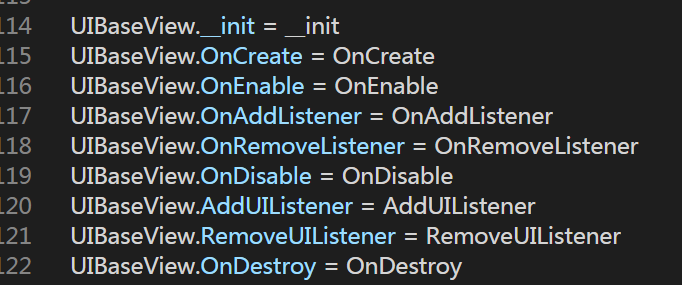 114 UIBaseView.__init = __init
115 UIBaseView.OnCreate = OnCreate
116 UIBaseView.OnEnable = OnEnable
117 UIBaseView.OnAddListener = OnAddListener
118 UIBaseView.OnRemoveListener = OnRemoveListener
119 UIBaseView.OnDisable = OnDisable
120 UIBaseView.AddUIListener = AddUIListener
121 UIBaseView.RemoveUIListener = RemoveUIListener
122 UIBaseView.OnDestroy = OnDestroy